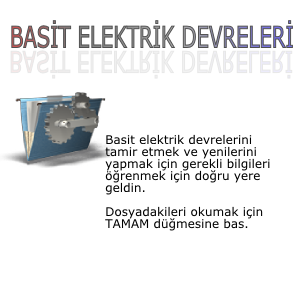 BASİT ELEKTRİK DEVRELERİ
Basit elektrik devrelerini
tamir etmek ve yenilerini
yapmak için gerekli bilgileri
öğrenmek için doğru yere
geldin.
Dosyadakileri okumak için
TAMAM düğmesine bas.